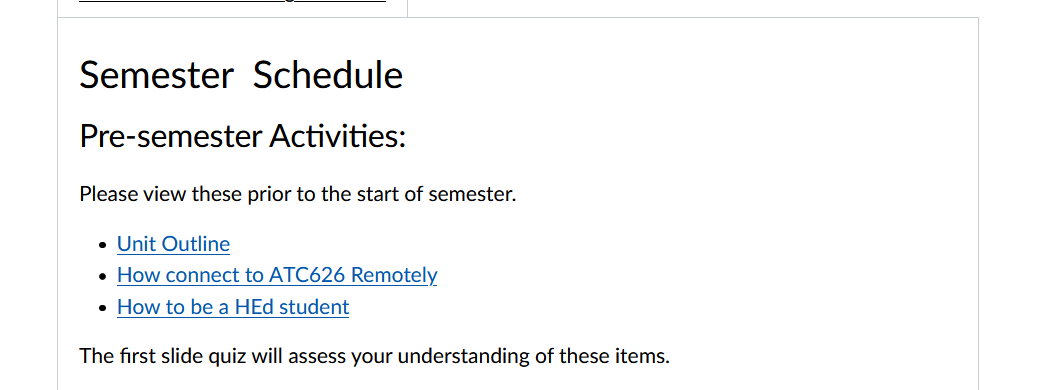 Semester Schedule
Pre-semester Activities:
Please view these prior to the start of semester.
Unit Outline
How connect to ATC626 Remotely
How to be a HEd student
The first slide quiz will assess your understanding of these items.